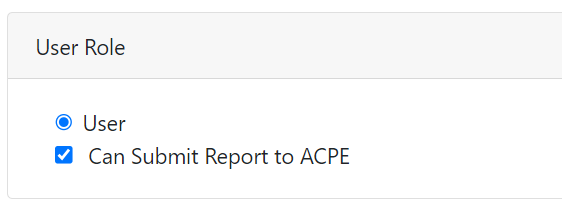 User Role
User
Can Submit Report to ACPE